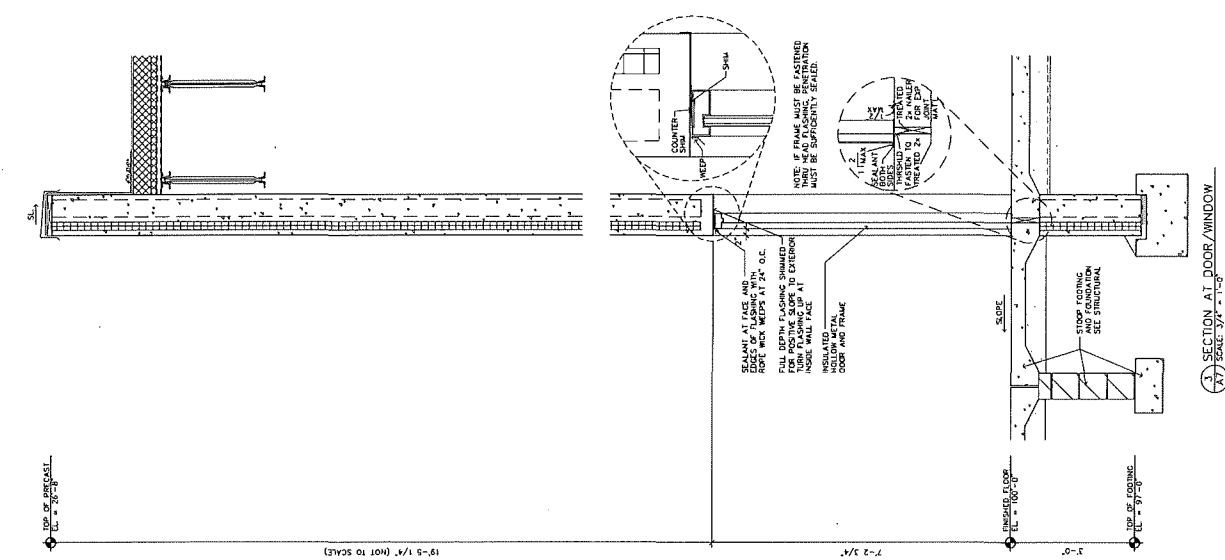 SL
TOP OF PRECAST
EL = 26'-8"
19'-5 1/4" (NOT TO SCALE)
COUNTER
SHIM
SHIM
WEEP
NOTE: IF FRAME MUST BE FASTENED
THRU HEAD FLASHING, PENETRATION
MUST BE SUFFICIENTLY SEALED.
2"
SEALANT AT FACE AND
EDGES OF FLASHING WITH
ROPE WICK WEEPS AT 24" O.C.
FULL DEPTH FLASHING SHIMMED
FOR POSITIVE SLOPE TO EXTERIOR
TURN FLASHING UP AT
INSIDE WALL FACE
INSULATED
HOLLOW METAL
DOOR AND FRAME
7'-2 3/4"
1/2
MAX
1/2
MAX
SEALANT
BOTH
SIDES
THRSHLD
FASTEN TO
TREATED 2x
TREATED
2x NAILER
FOR EXP.
JOINT
MAT'L
SLOPE
FINISHED FLOOR
EL = 100'-0"
STOOP FOOTING
AND FOUNDATION
SEE STRUCTURAL
3'-0"
TOP OF FOOTING
EL = 97'-0"
3 SECTION AT DOOR/WINDOW
A7 SCALE: 3/4" = 1'-0"